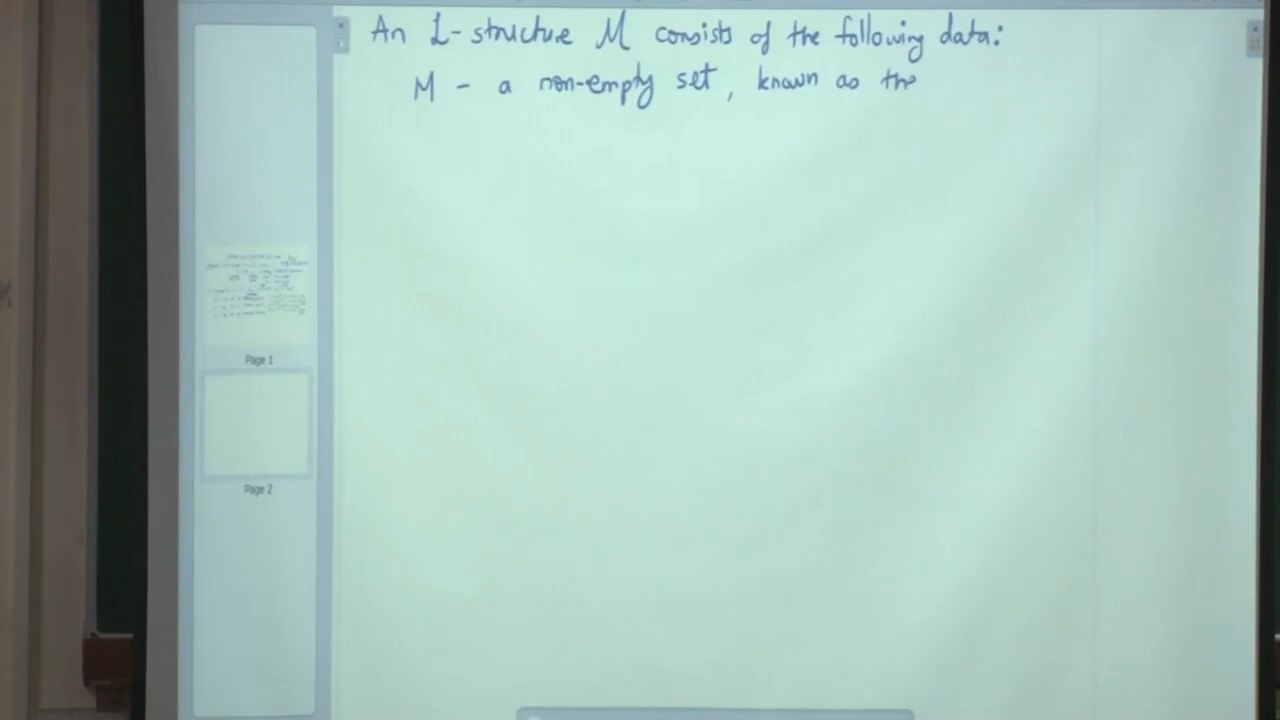 An L-structure M consists of the following data:
M - a non-empty set, known as the
Page 1
Page 2